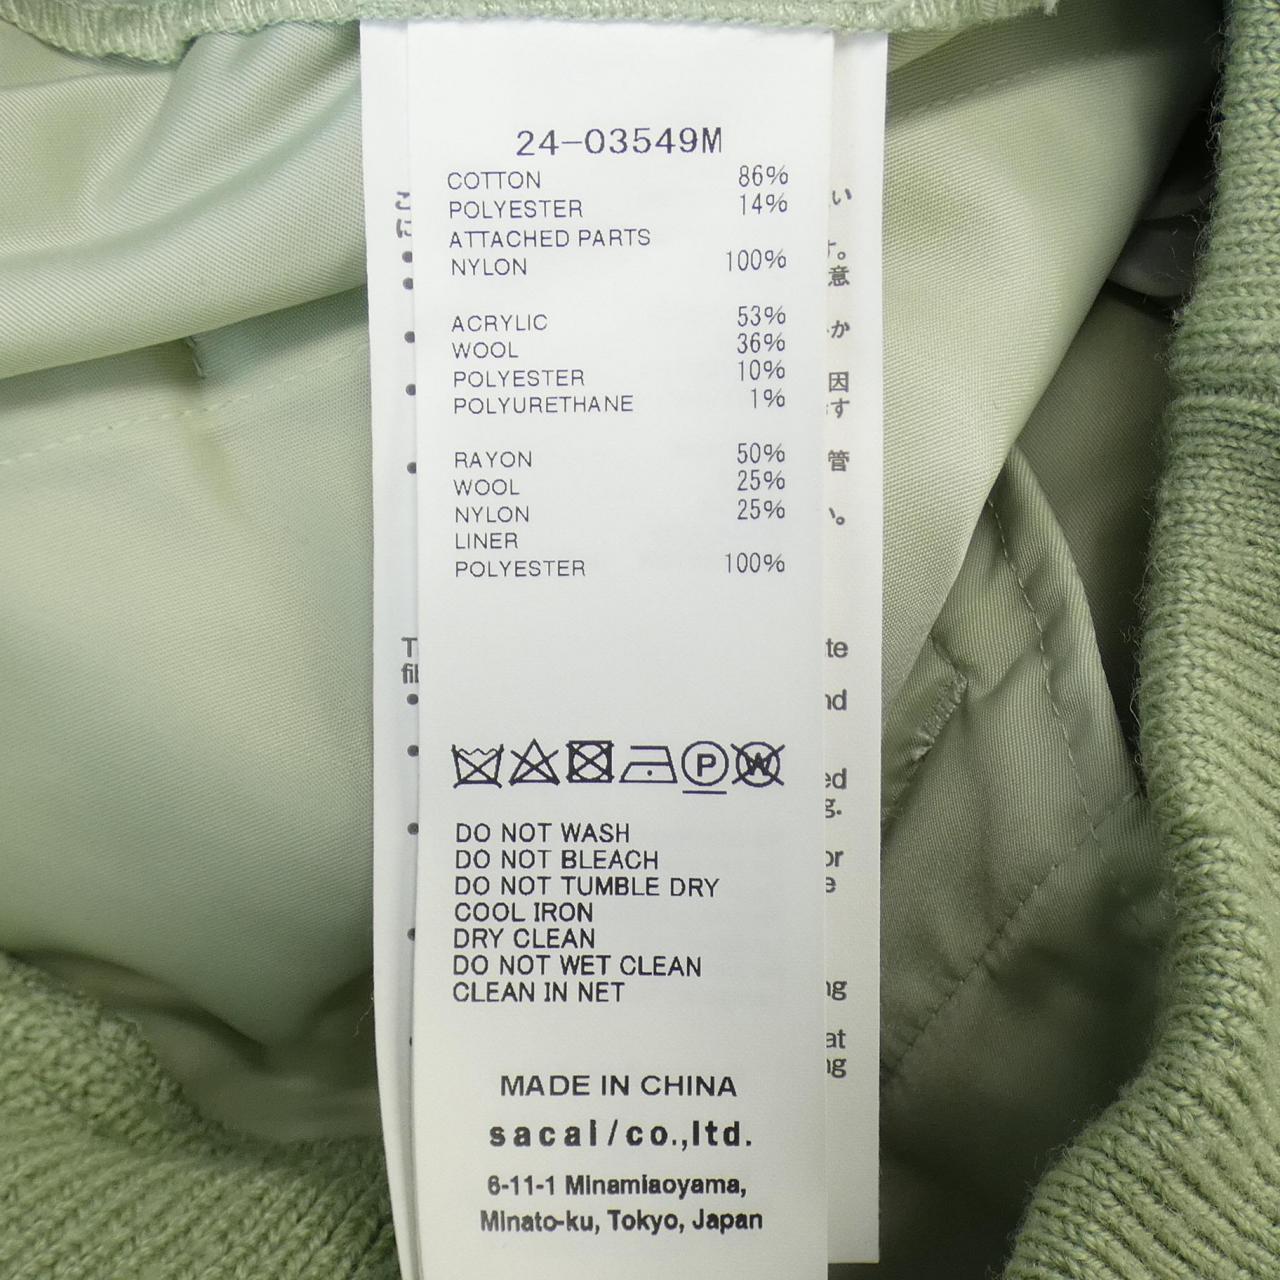 24-03549M
COTTON 86%
POLYESTER 14%
ATTACHED PARTS
NYLON 100%
ACRYLIC 53%
WOOL 36%
POLYESTER 10%
POLYURETHANE 1%
RAYON 50%
WOOL 25%
NYLON 25%
LINER
POLYESTER 100%
P W
DO NOT WASH
DO NOT BLEACH
DO NOT TUMBLE DRY
COOL IRON
DRY CLEAN
DO NOT WET CLEAN
CLEAN IN NET
MADE IN CHINA
sacai/co.,ltd.
6-11-1 Minamiaoyama,
Minato-ku, Tokyo, Japan